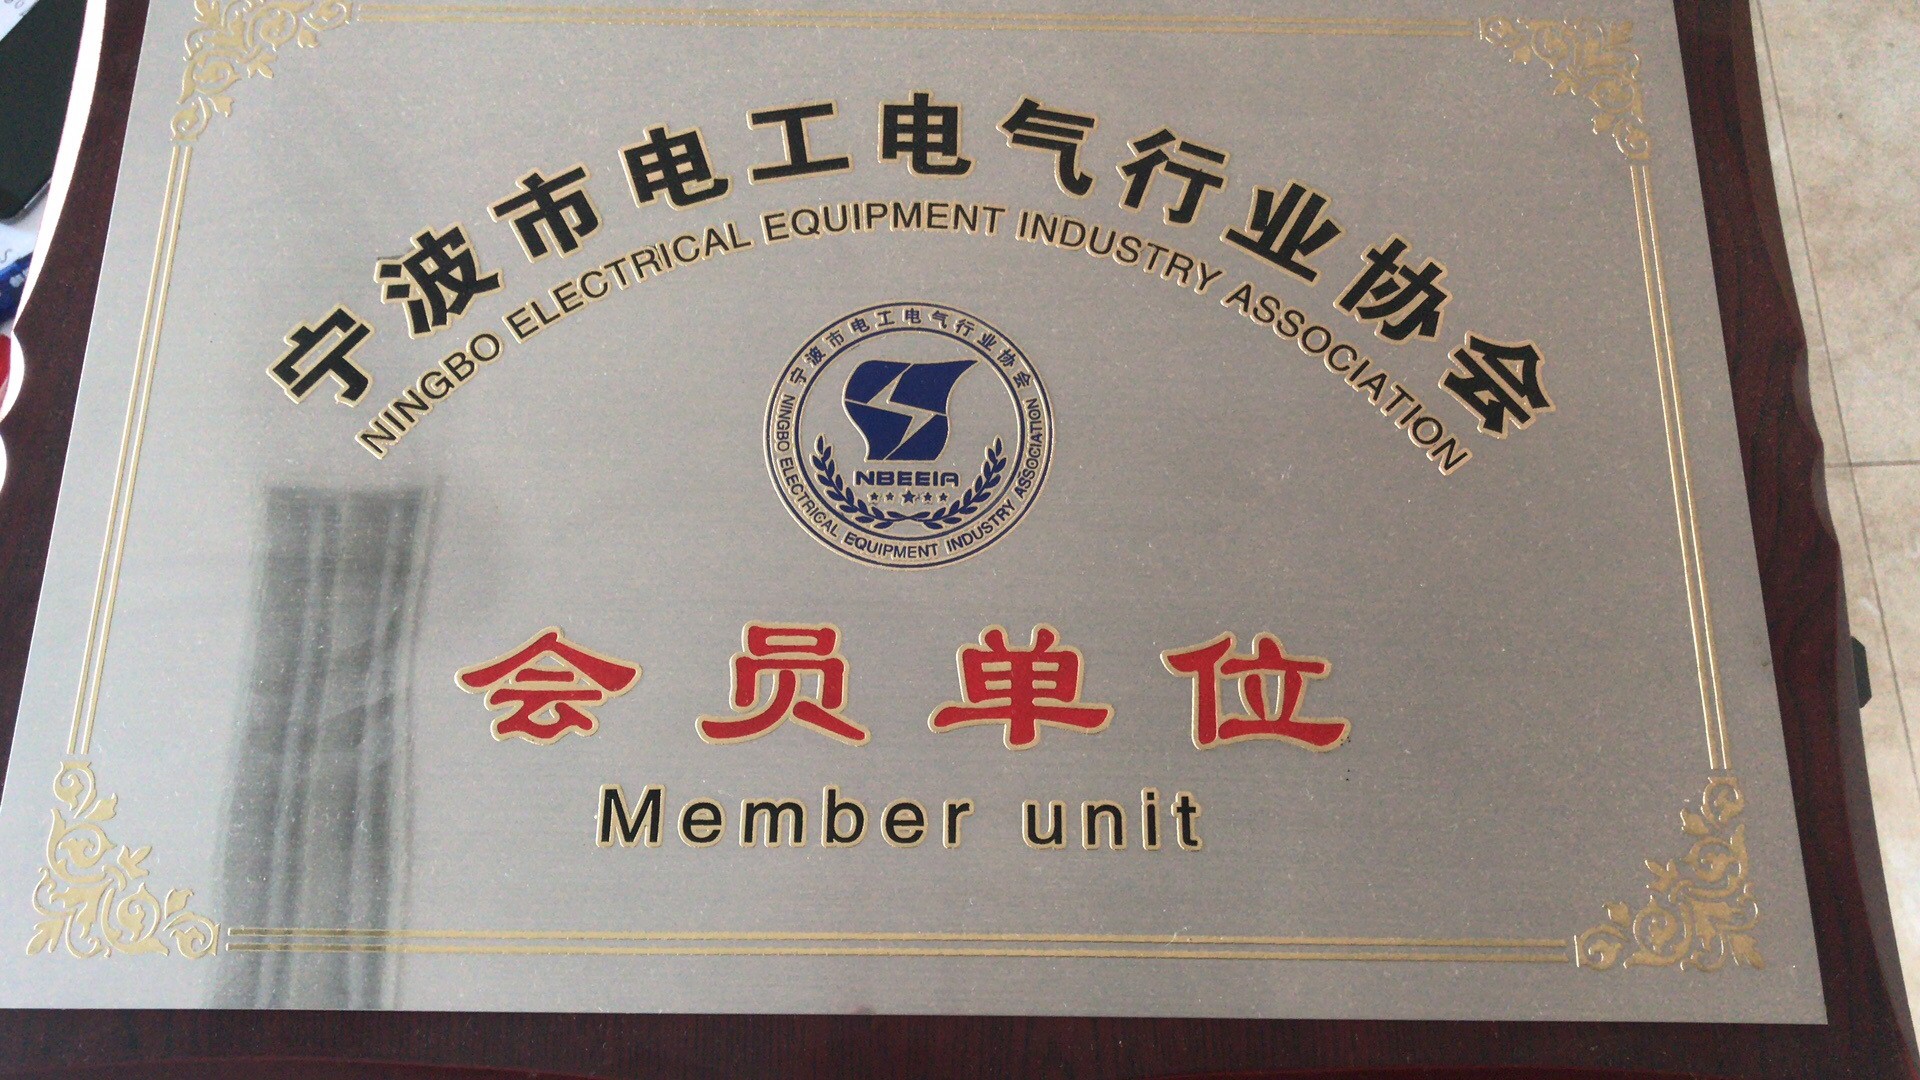 宁波市电工电气行业协会
NINGBO ELECTRICAL EQUIPMENT INDUSTRY ASSOCIATION
宁波市电工电气行业协会
NBEEIA
NINGBO ELECTRICAL EQUIPMENT INDUSTRY ASSOCIATION
会员单位
Member unit